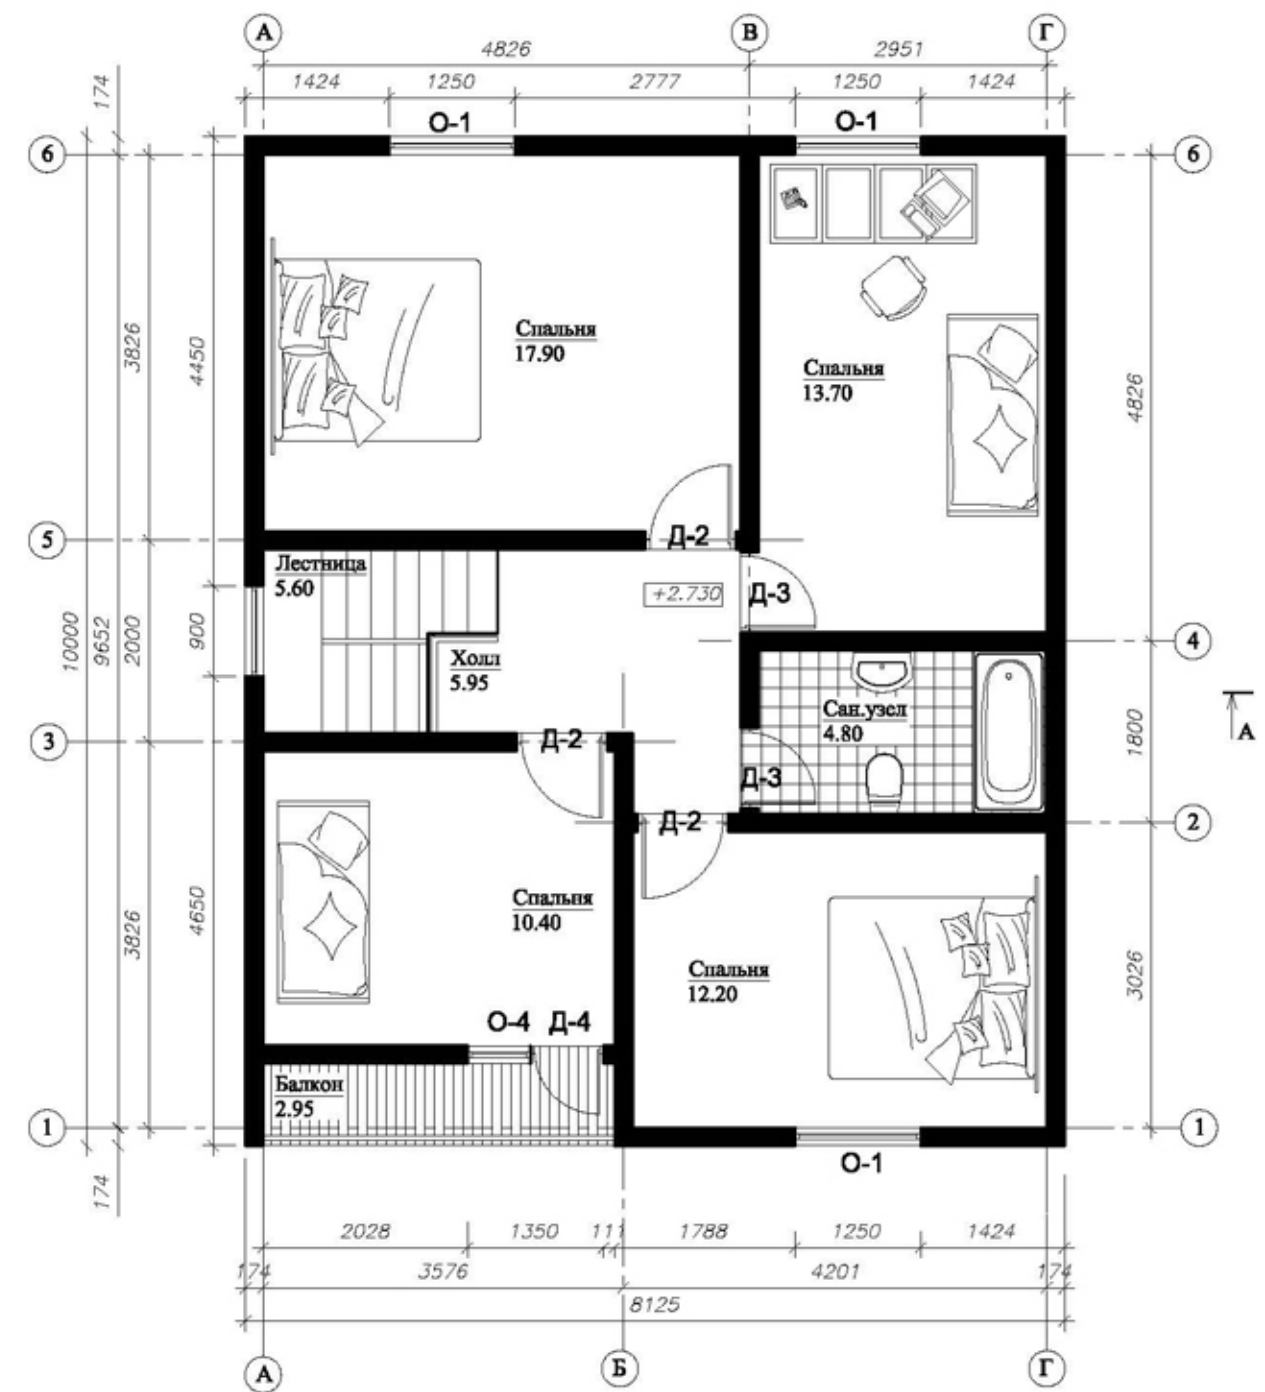 А В Г
4826 2951
174 1424 1250 2777 1250 1424
О-1 О-1
6 6
Спальня
17.90
Спальня
13.70
3826 4450 4826
5 Д-2
Лестница
5.60
+2.730 Д-3
10000 9652 2000 900
4
Холл
5.95
Сан.узел
4.80
1800 А
3 Д-2
Д-3
Д-2 2
Спальня
10.40
3826 4650
Спальня
12.20
3026
О-4 Д-4
Балкон
2.95
1 1
О-1
174
2028 1350 111 1788 1250 1424
174 3576 4201 174
8125
А Б Г